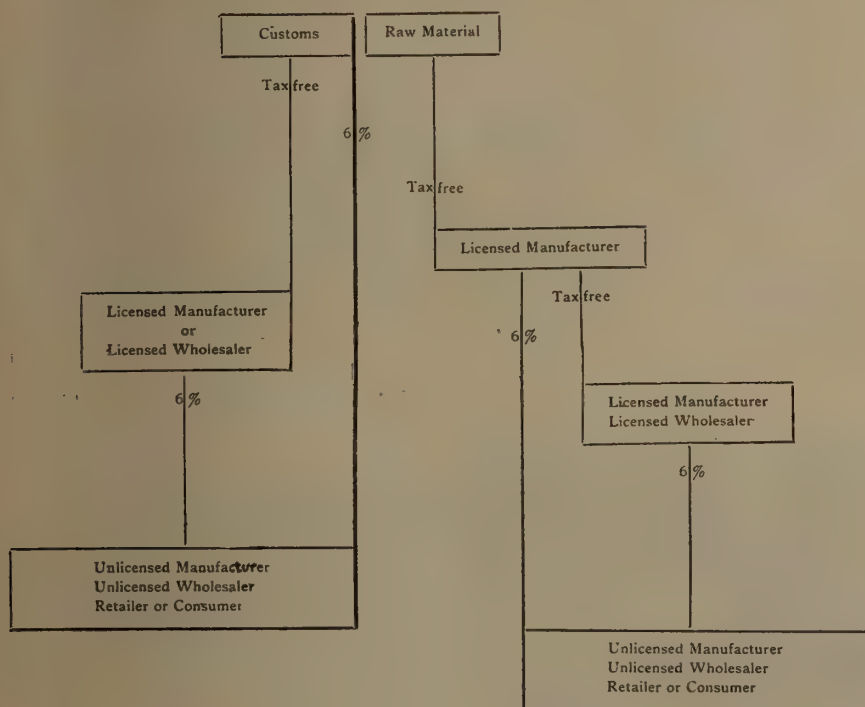 Customs
Raw Material
Tax free
6%
Tax free
Licensed Manufacturer
Tax free
Licensed Manufacturer
or
Licensed Wholesaler
6%
6%
Licensed Manufacturer
Licensed Wholesaler
6%
Unlicensed Manufacturer
Unlicensed Wholesaler
Retailer or Consumer
Unlicensed Manufacturer
Unlicensed Wholesaler
Retailer or Consumer